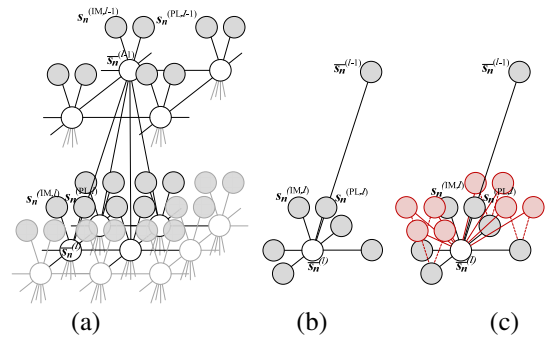 s_n^(IM,l-1) s_n^(PL,l-1)
s̄_n^(l-1)
s_n^(IM,l) s_n^(PL,l)
s̄_n^(l)
(a)
s̄_n^(l-1)
s_n^(IM,l) s_n^(PL,l)
s̄_n^(l)
(b)
s̄_n^(l-1)
s_n^(IM,l) s_n^(PL,l)
s̄_n^(l)
(c)